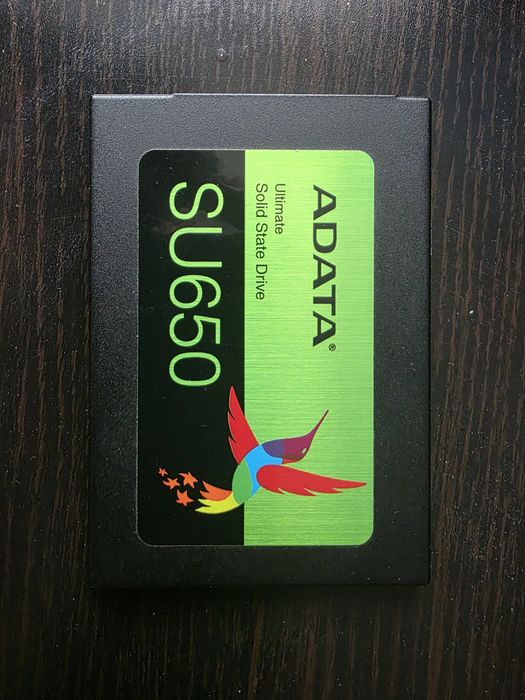 ADATA®
Ultimate
Solid State Drive
SU650